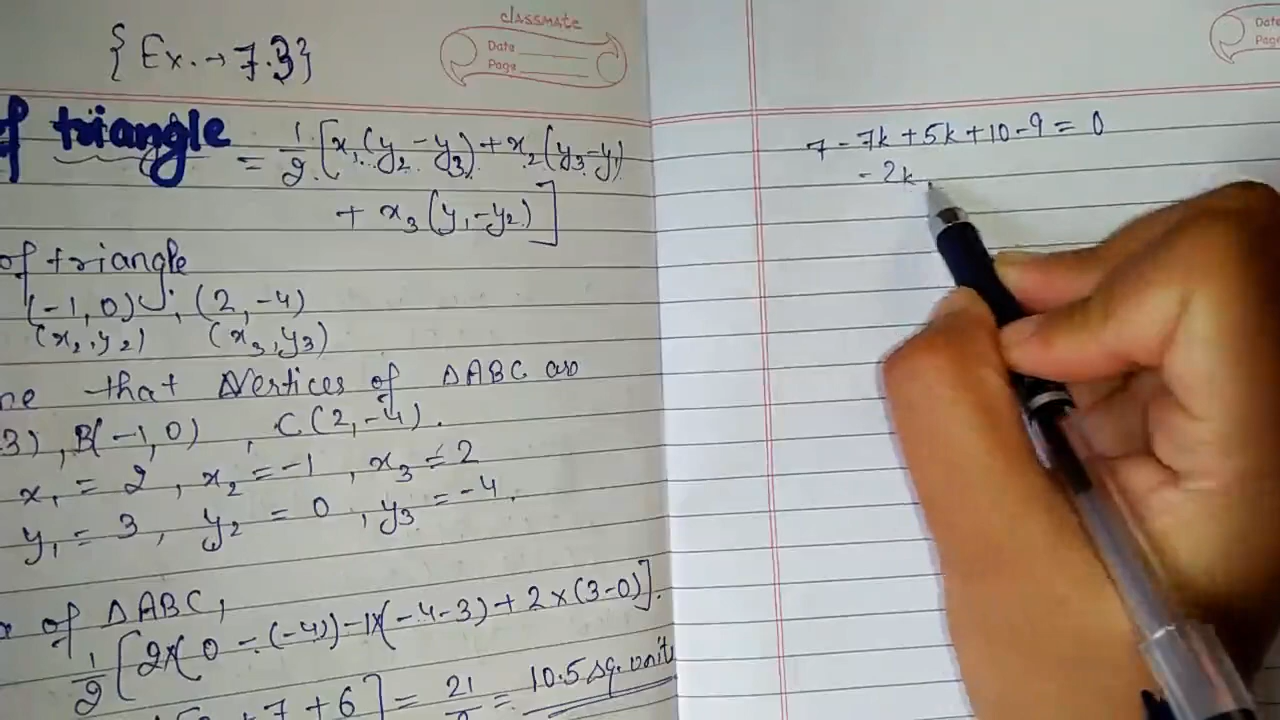 classmate
Date
Page
{Ex. → 7.3}
of triangle = 1/2 [x₁(y₂ - y₃) + x₂(y₃ - y₁)
+ x₃(y₁ - y₂)]
of triangle
(-1, 0) ; (2, -4)
(x₂, y₂) (x₃, y₃)
that Vertices of ΔABC are
3), B(-1, 0), C(2, -4).
x₁ = 2, x₂ = -1, x₃ = 2
y₁ = 3, y₂ = 0, y₃ = -4.
of ΔABC,
1/2 [2×(0 - (-4)) - 1×(-4 - 3) + 2×(3 - 0)].
+ 7 + 6] = 21/2 = 10.5 sq. units
Date
Page
7 - 7k + 5k + 10 - 9 = 0
- 2k